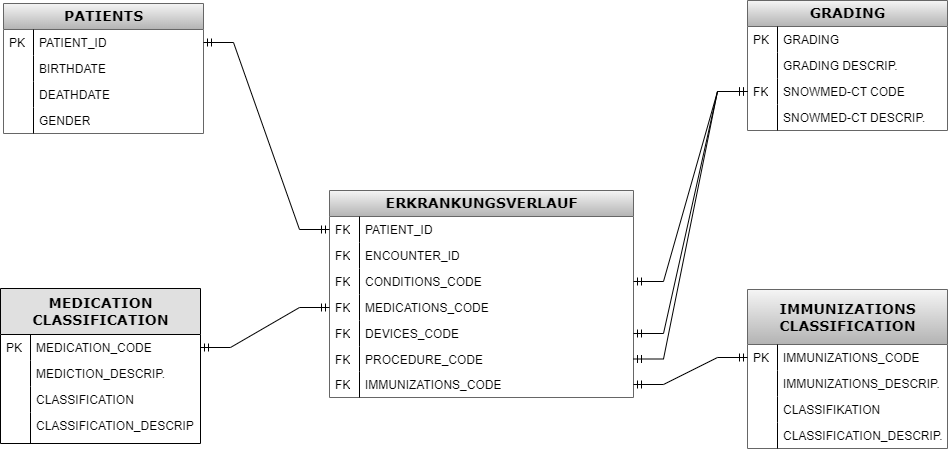 PATIENTS
PK PATIENT_ID
BIRTHDATE
DEATHDATE
GENDER
GRADING
PK GRADING
GRADING DESCRIP.
FK SNOWMED-CT CODE
SNOWMED-CT DESCRIP.
ERKRANKUNGSVERLAUF
FK PATIENT_ID
FK ENCOUNTER_ID
FK CONDITIONS_CODE
FK MEDICATIONS_CODE
FK DEVICES_CODE
FK PROCEDURE_CODE
FK IMMUNIZATIONS_CODE
MEDICATION
CLASSIFICATION
PK MEDICATION_CODE
MEDICTION_DESCRIP.
CLASSIFICATION
CLASSIFICATION_DESCRIP
IMMUNIZATIONS
CLASSIFICATION
PK IMMUNIZATIONS_CODE
IMMUNIZATIONS_DESCRIP.
CLASSIFIKATION
CLASSIFICATION_DESCRIP.